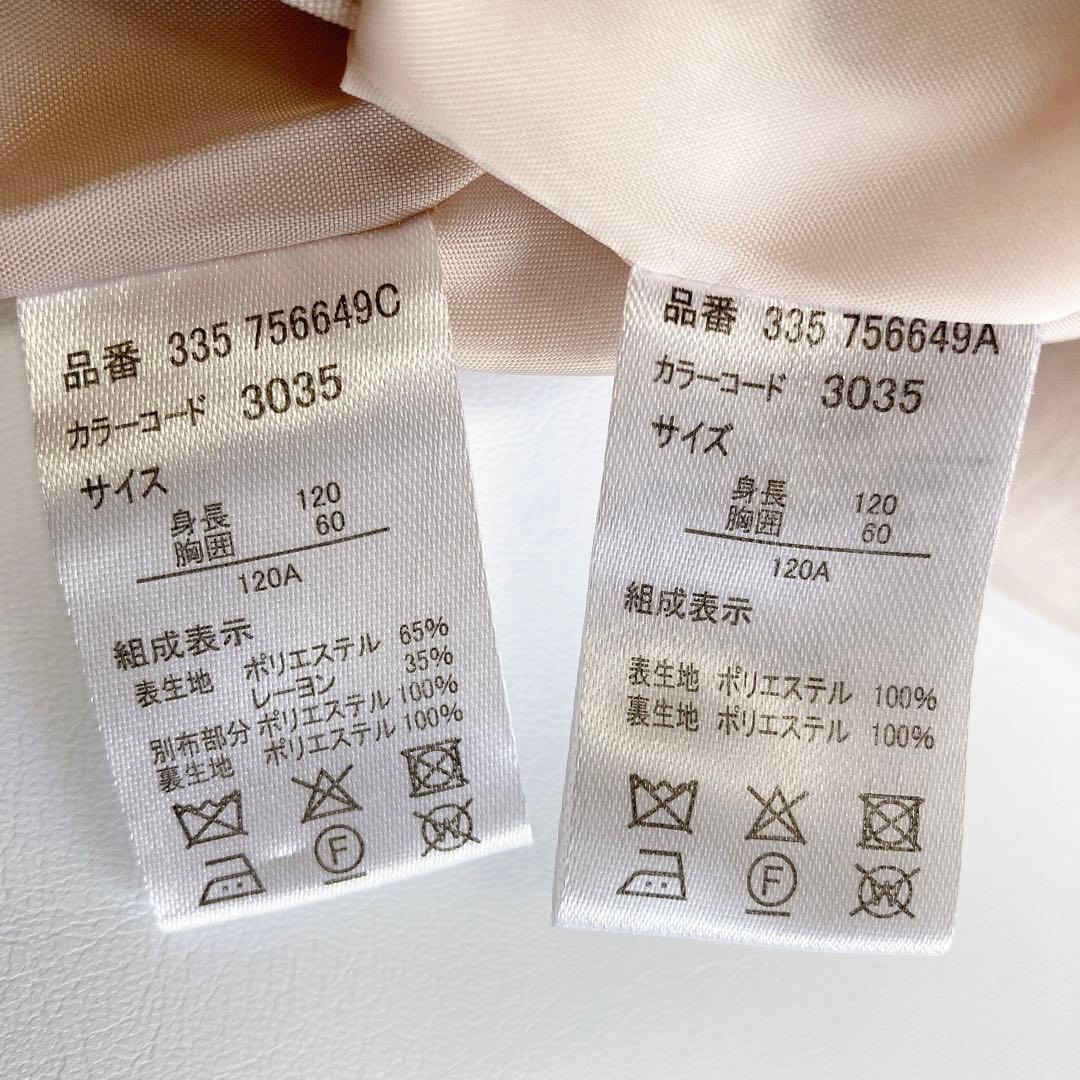 品番 335 756649C
カラーコード 3035
サイズ
身長 120
胸囲 60
120A
組成表示
表生地 ポリエステル 65%
レーヨン 35%
別布部分 ポリエステル 100%
裏生地 ポリエステル 100%
F
W
品番 335 756649A
カラーコード 3035
サイズ
身長 120
胸囲 60
120A
組成表示
表生地 ポリエステル 100%
裏生地 ポリエステル 100%
F
W